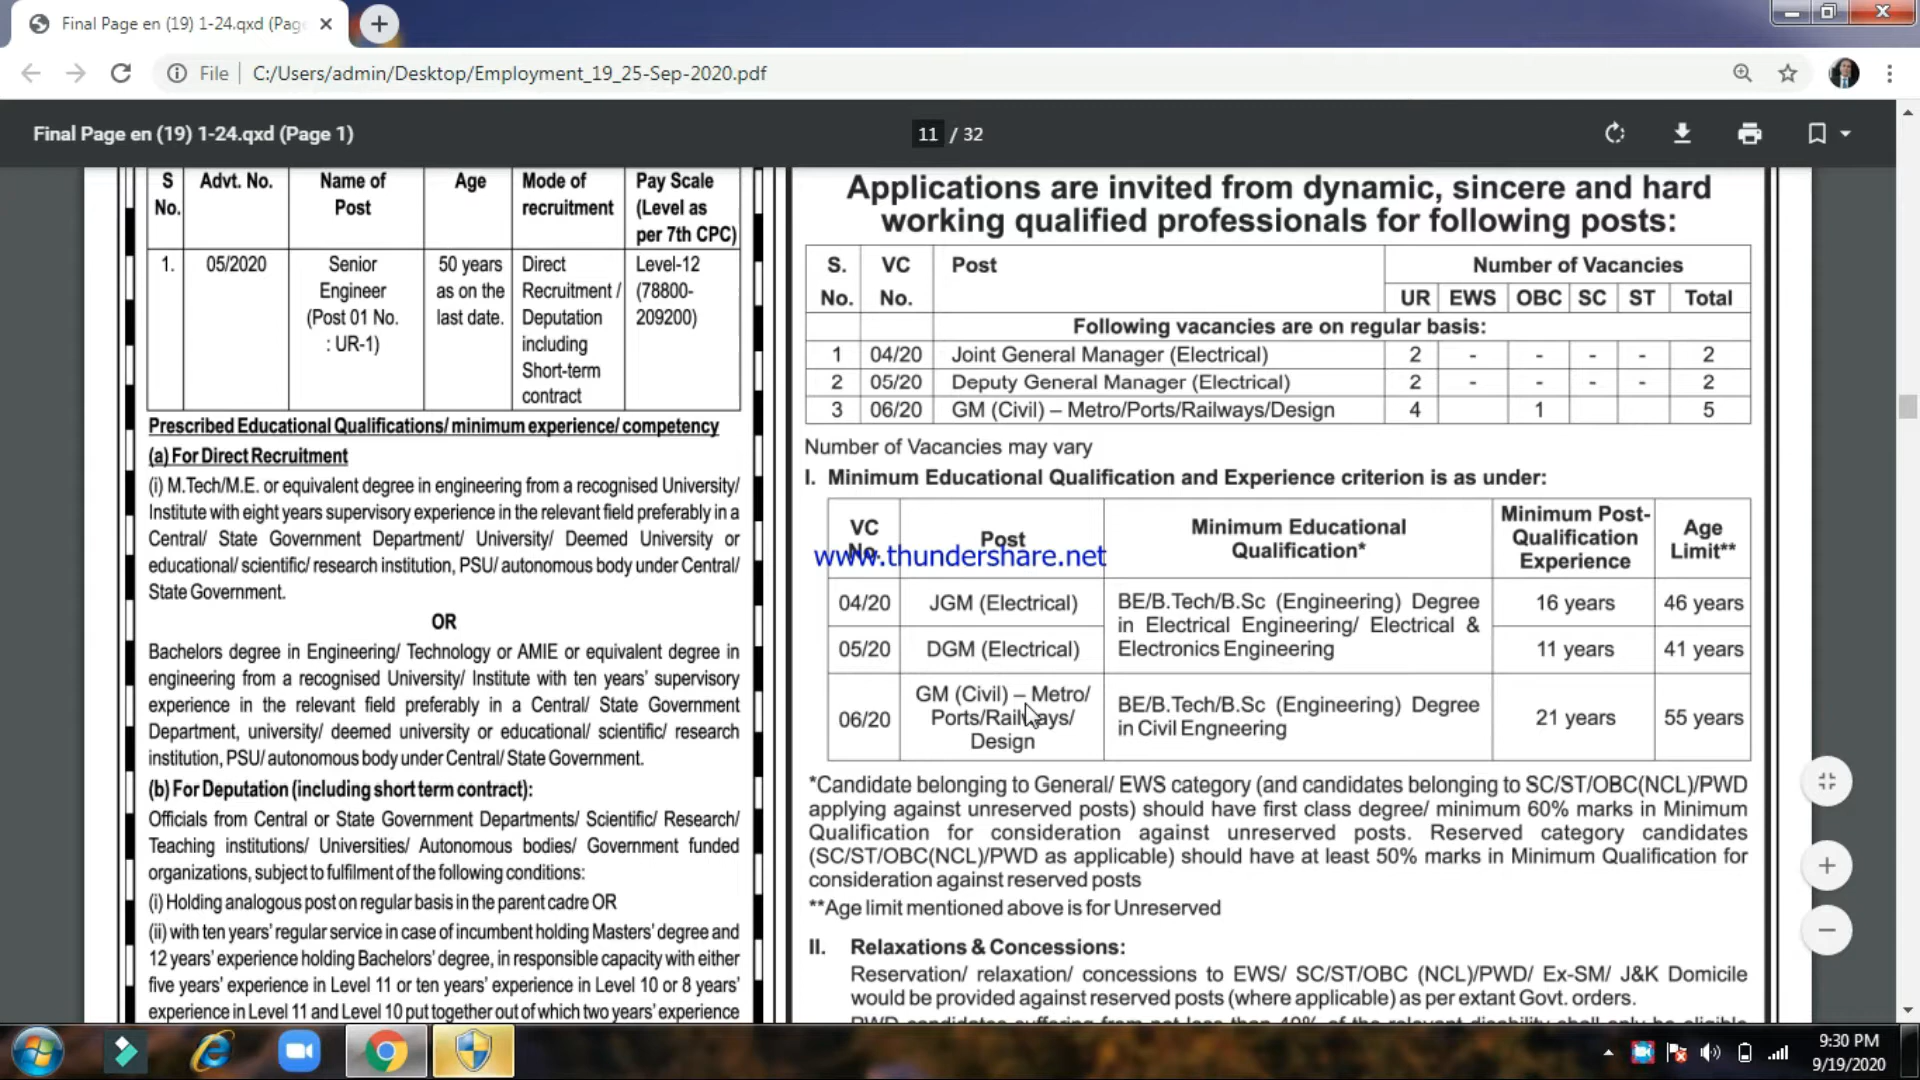 Final Page en (19) 1-24.qxd (Pag
File
C:/Users/admin/Desktop/Employment_19_25-Sep-2020.pdf
Final Page en (19) 1-24.qxd (Page 1)
11 / 32
S No. Advt. No. Name of Post Age Mode of recruitment Pay Scale (Level as per 7th CPC)
1. 05/2020 Senior Engineer (Post 01 No. : UR-1) 50 years as on the last date. Direct Recruitment / Deputation including Short-term contract Level-12 (78800-209200)
Prescribed Educational Qualifications/ minimum experience/ competency
(a) For Direct Recruitment
(i) M.Tech/M.E. or equivalent degree in engineering from a recognised University/
Institute with eight years supervisory experience in the relevant field preferably in a
Central/ State Government Department/ University/ Deemed University or
educational/ scientific/ research institution, PSU/ autonomous body under Central/
State Government.
OR
Bachelors degree in Engineering/ Technology or AMIE or equivalent degree in
engineering from a recognised University/ Institute with ten years' supervisory
experience in the relevant field preferably in a Central/ State Government
Department, university/ deemed university or educational/ scientific/ research
institution, PSU/ autonomous body under Central/ State Government.
(b) For Deputation (including short term contract):
Officials from Central or State Government Departments/ Scientific/ Research/
Teaching institutions/ Universities/ Autonomous bodies/ Government funded
organizations, subject to fulfilment of the following conditions:
(i) Holding analogous post on regular basis in the parent cadre OR
(ii) with ten years' regular service in case of incumbent holding Masters' degree and
12 years' experience holding Bachelors' degree, in responsible capacity with either
five years' experience in Level 11 or ten years' experience in Level 10 or 8 years'
experience in Level 11 and Level 10 put together out of which two years' experience
Applications are invited from dynamic, sincere and hard
working qualified professionals for following posts:
S. No. VC No. Post Number of Vacancies
UR EWS OBC SC ST Total
Following vacancies are on regular basis:
1 04/20 Joint General Manager (Electrical) 2 - - - - 2
2 05/20 Deputy General Manager (Electrical) 2 - - - - 2
3 06/20 GM (Civil) – Metro/Ports/Railways/Design 4 1 5
Number of Vacancies may vary
I. Minimum Educational Qualification and Experience criterion is as under:
VC No. Post Minimum Educational Qualification* Minimum Post-Qualification Experience Age Limit**
www.thundershare.net
04/20 JGM (Electrical) BE/B.Tech/B.Sc (Engineering) Degree in Electrical Engineering/ Electrical & Electronics Engineering 16 years 46 years
05/20 DGM (Electrical) 11 years 41 years
06/20 GM (Civil) – Metro/ Ports/Railways/ Design BE/B.Tech/B.Sc (Engineering) Degree in Civil Engneering 21 years 55 years
*Candidate belonging to General/ EWS category (and candidates belonging to SC/ST/OBC(NCL)/PWD
applying against unreserved posts) should have first class degree/ minimum 60% marks in Minimum
Qualification for consideration against unreserved posts. Reserved category candidates
(SC/ST/OBC(NCL)/PWD as applicable) should have at least 50% marks in Minimum Qualification for
consideration against reserved posts
**Age limit mentioned above is for Unreserved
II. Relaxations & Concessions:
Reservation/ relaxation/ concessions to EWS/ SC/ST/OBC (NCL)/PWD/ Ex-SM/ J&K Domicile
would be provided against reserved posts (where applicable) as per extant Govt. orders.
PWD candidates suffering from not less than 40% of the relevant disability shall only be eligible
9:30 PM
9/19/2020